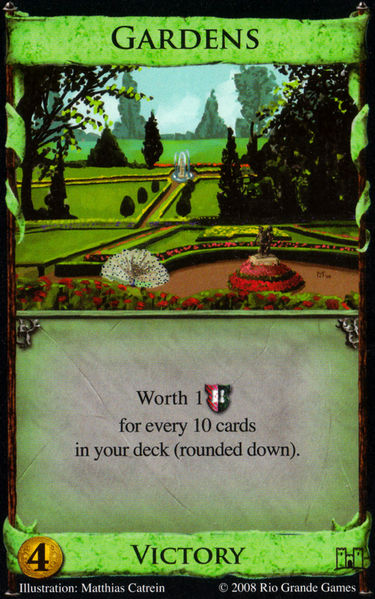 Gardens
Worth 1
for every 10 cards
in your deck (rounded down).
4
Victory
Illustration: Matthias Catrein
© 2008 Rio Grande Games